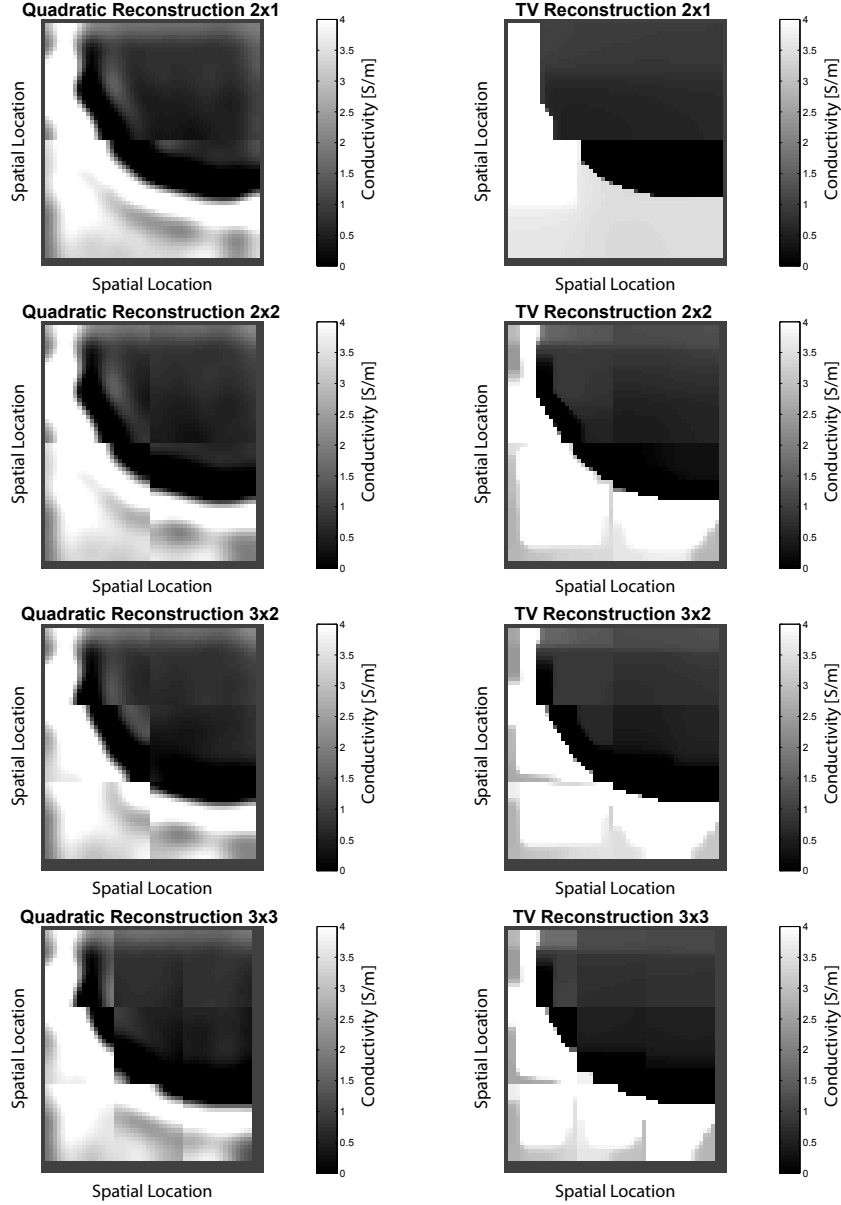 Quadratic Reconstruction 2x1
Spatial Location
Spatial Location
4
3.5
3
2.5
2
1.5
1
0.5
0
Conductivity [S/m]
TV Reconstruction 2x1
Spatial Location
Spatial Location
4
3.5
3
2.5
2
1.5
1
0.5
0
Conductivity [S/m]
Quadratic Reconstruction 2x2
Spatial Location
Spatial Location
4
3.5
3
2.5
2
1.5
1
0.5
0
Conductivity [S/m]
TV Reconstruction 2x2
Spatial Location
Spatial Location
4
3.5
3
2.5
2
1.5
1
0.5
0
Conductivity [S/m]
Quadratic Reconstruction 3x2
Spatial Location
Spatial Location
4
3.5
3
2.5
2
1.5
1
0.5
0
Conductivity [S/m]
TV Reconstruction 3x2
Spatial Location
Spatial Location
4
3.5
3
2.5
2
1.5
1
0.5
0
Conductivity [S/m]
Quadratic Reconstruction 3x3
Spatial Location
Spatial Location
4
3.5
3
2.5
2
1.5
1
0.5
0
Conductivity [S/m]
TV Reconstruction 3x3
Spatial Location
Spatial Location
4
3.5
3
2.5
2
1.5
1
0.5
0
Conductivity [S/m]